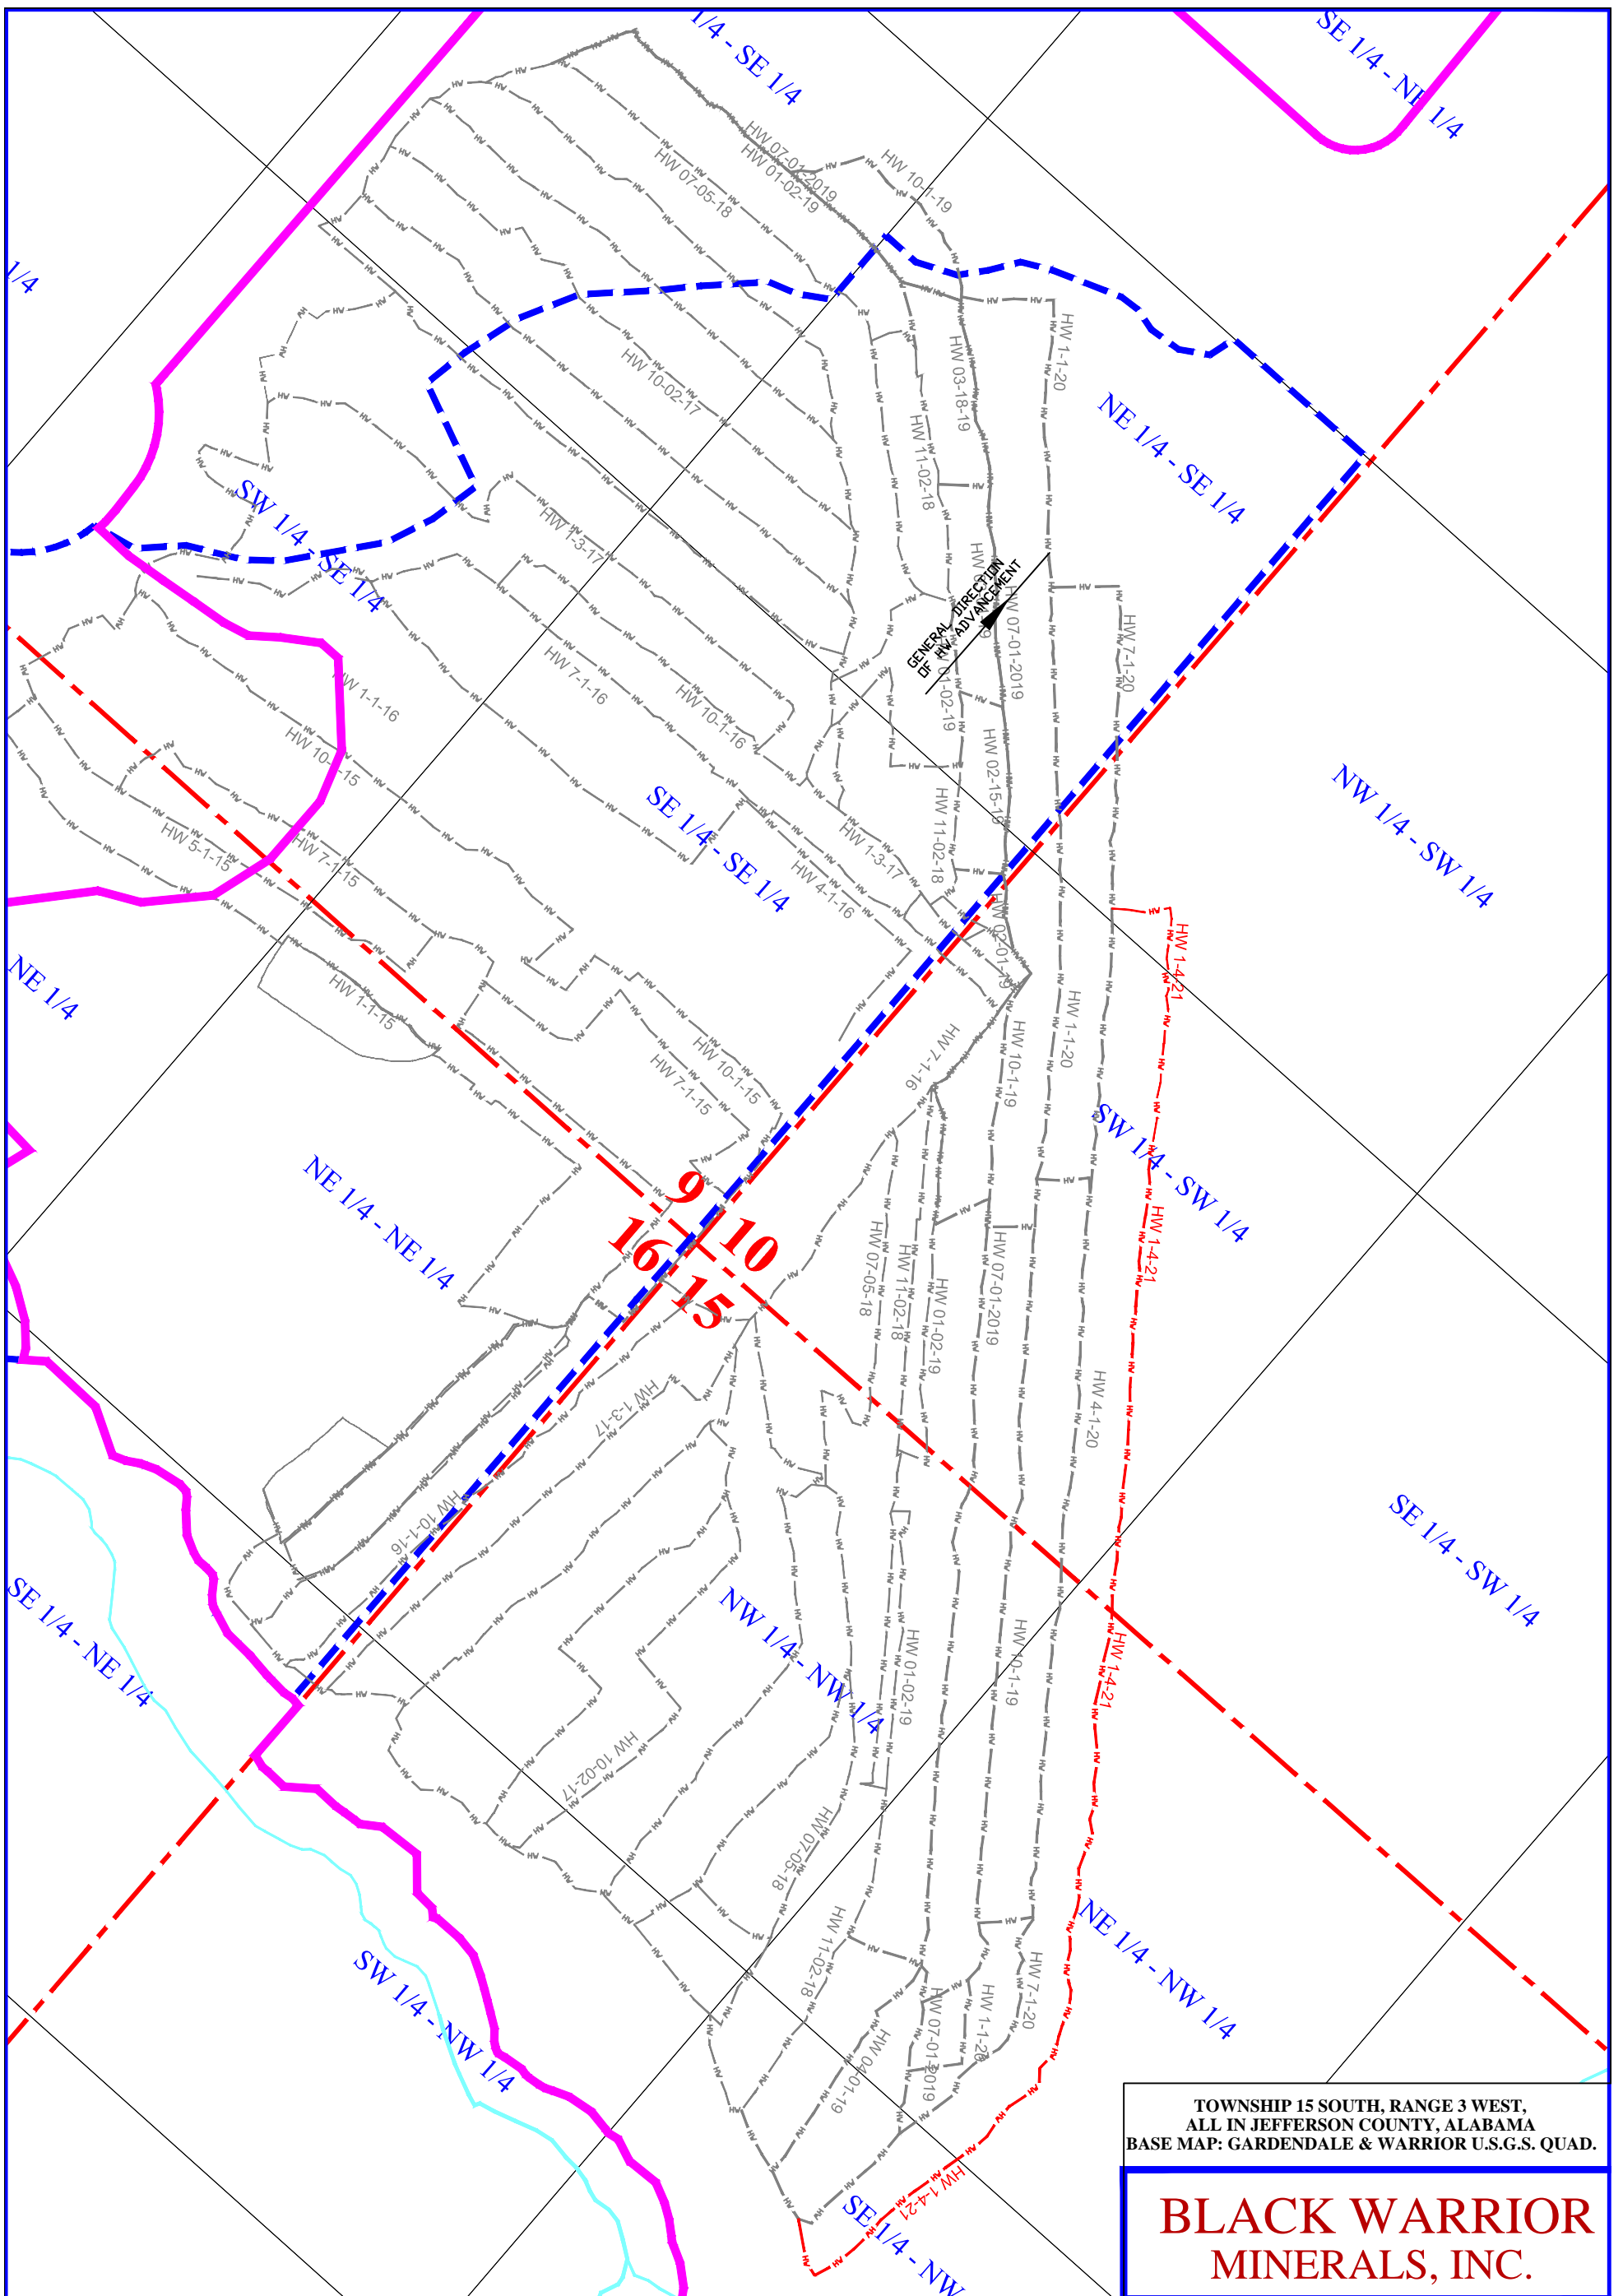 1/4 - SE 1/4
SE 1/4 - NE 1/4
HW 07-01-2019
HW 01-02-19
HW 07-05-18
HW 10-1-19
1/4
HW 1-1-20
HW 03-18-19
HW 10-02-17
NE 1/4 - SE 1/4
HW 11-02-18
SW 1/4 - SE 1/4
HW 1-3-17
GENERAL DIRECTION
OF HW ADVANCEMENT
HW 07-01-2019
HW 7-1-20
HW 7-1-16
HW 10-1-16
HW 1-1-16
HW 01-02-19
HW 02-15-19
SE 1/4 - SE 1/4
NW 1/4 - SW 1/4
HW 5-1-15
HW 7-1-15
HW 11-02-18
HW 1-3-17
HW 4-1-16
HW 02-01-19
HW 1-4-21
NE 1/4
HW 1-1-15
HW 7-1-16
HW 10-1-19
HW 1-1-20
HW 10-1-15
HW 7-1-15
SW 1/4 - SW 1/4
NE 1/4 - NE 1/4
9
10
16
15
HW 07-05-18
HW 11-02-18
HW 01-02-19
HW 07-01-2019
HW 1-4-21
HW 1-3-17
HW 4-1-20
HW 10-1-16
SE 1/4 - SW 1/4
SE 1/4 - NE 1/4
NW 1/4 - NW 1/4
HW 01-02-19
HW 10-1-19
HW 1-4-21
HW 10-02-17
HW 07-05-18
HW 11-02-18
NE 1/4 - NW 1/4
SW 1/4 - NW 1/4
HW 7-1-20
HW 1-1-20
HW 07-01-2019
HW 04-01-19
HW 1-4-21
SE 1/4 - NW
TOWNSHIP 15 SOUTH, RANGE 3 WEST,
ALL IN JEFFERSON COUNTY, ALABAMA
BASE MAP: GARDENDALE & WARRIOR U.S.G.S. QUAD.
BLACK WARRIOR
MINERALS, INC.